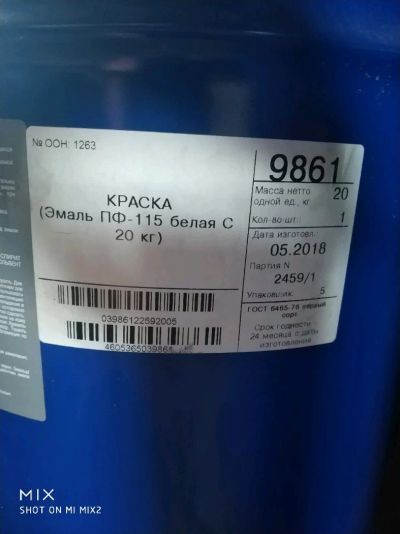 № ООН: 1263
КРАСКА
(Эмаль ПФ-115 белая С
20 кг)
9861
Масса нетто
одной ед., кг 20
Кол-во шт.: 1
Дата изготовл.:
05.2018
Партия N
2459/1
Упаковщик: 5
ГОСТ 6465-76 первый
сорт
Срок годности
24 месяца с даты
изготовления
03986122592005
4605365039861
MIX
SHOT ON MI MIX2